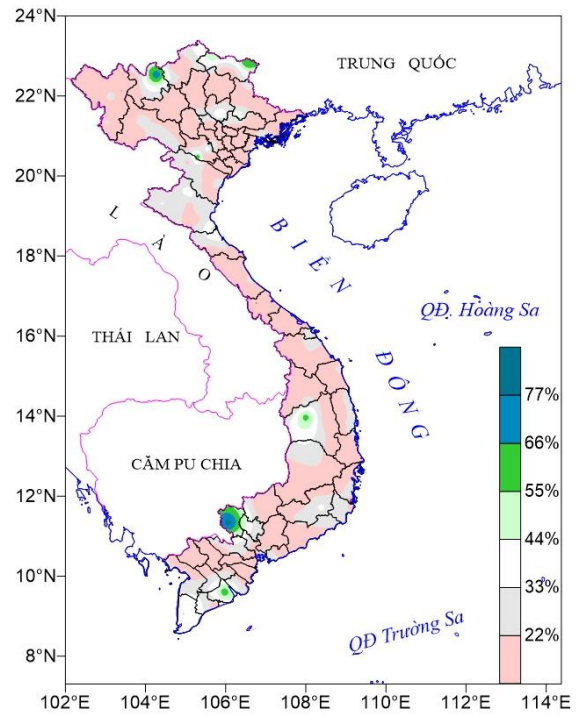 24°N
22°N
20°N
18°N
16°N
14°N
12°N
10°N
8°N
TRUNG QUỐC
LÀO
BIỂN ĐÔNG
QĐ. Hoàng Sa
THÁI LAN
CĂM PU CHIA
QĐ Trường Sa
77%
66%
55%
44%
33%
22%
102°E 104°E 106°E 108°E 110°E 112°E 114°E